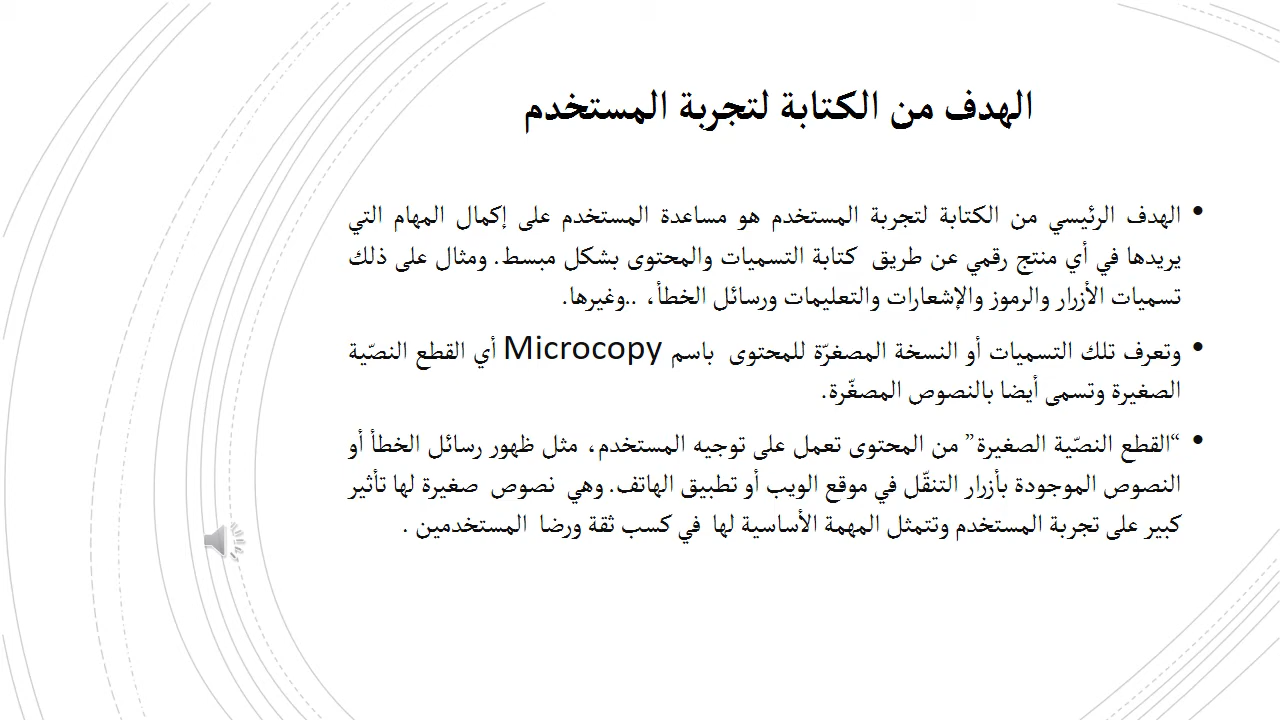 الهدف من الكتابة لتجربة المستخدم
• الهدف الرئيسي من الكتابة لتجربة المستخدم هو مساعدة المستخدم على إكمال المهام التي
يريدها في أي منتج رقمي عن طريق كتابة التسميات والمحتوى بشكل مبسط. ومثال على ذلك
تسميات الأزرار والرموز والإشعارات والتعليمات ورسائل الخطأ، ..وغيرها.
• وتعرف تلك التسميات أو النسخة المصغرّة للمحتوى باسم Microcopy أي القطع النصّية
الصغيرة وتسمى أيضا بالنصوص المصغّرة.
• “القطع النصّية الصغيرة” من المحتوى تعمل على توجيه المستخدم، مثل ظهور رسائل الخطأ أو
النصوص الموجودة بأزرار التنقّل في موقع الويب أو تطبيق الهاتف. وهي نصوص صغيرة لها تأثير
كبير على تجربة المستخدم وتتمثل المهمة الأساسية لها في كسب ثقة ورضا المستخدمين .